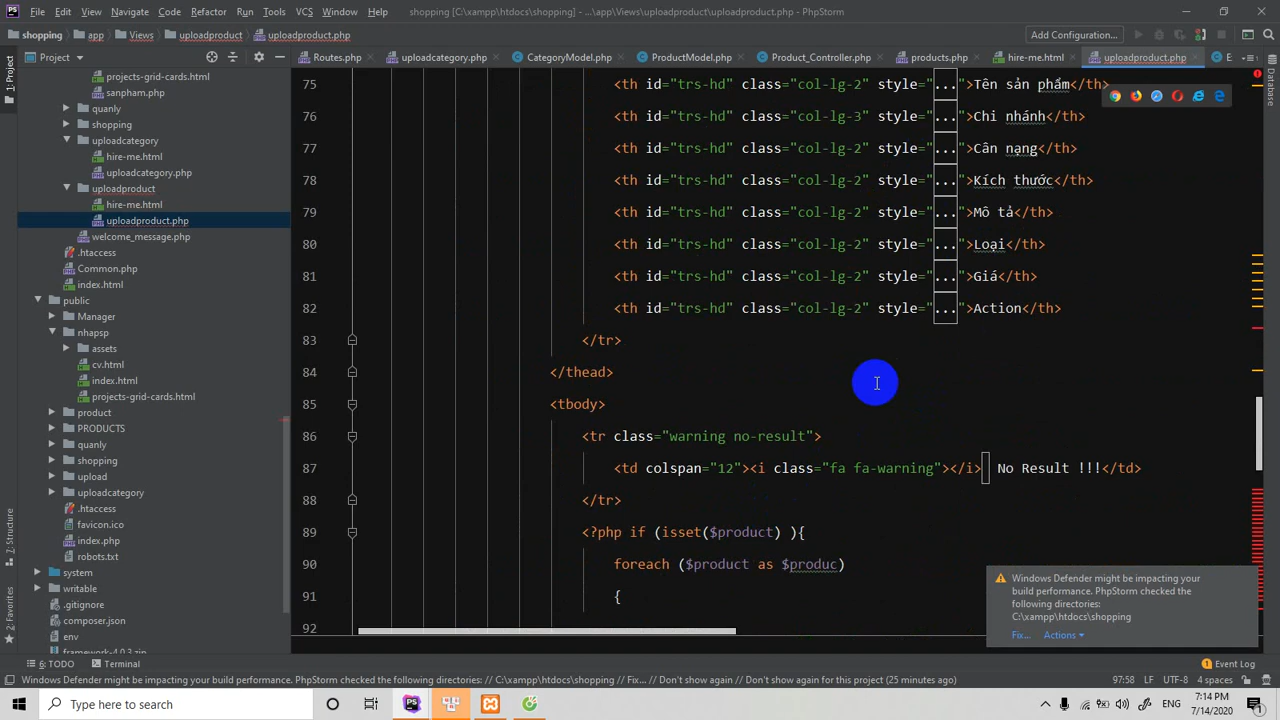 File Edit View Navigate Code Refactor Run Tools VCS Window Help shopping [C:\xampp\htdocs\shopping] - ...\app\Views\uploadproduct\uploadproduct.php - PhpStorm
shopping app Views uploadproduct uploadproduct.php Add Configuration...
Project Routes.php uploadcategory.php CategoryModel.php ProductModel.php Product_Controller.php products.php hire-me.html uploadproduct.php E
1: Project
Database
projects-grid-cards.html
sanpham.php
quanly
shopping
uploadcategory
hire-me.html
uploadcategory.php
uploadproduct
hire-me.html
uploadproduct.php
welcome_message.php
.htaccess
Common.php
index.html
public
Manager
nhapsp
assets
cv.html
index.html
projects-grid-cards.html
product
PRODUCTS
quanly
shopping
upload
uploadcategory
.htaccess
favicon.ico
index.php
robots.txt
system
writable
.gitignore
composer.json
env
framework-4.0.3.zip
7: Structure
2: Favorites
75 <th id="trs-hd" class="col-lg-2" style="...">Tên sản phẩm</th>
76 <th id="trs-hd" class="col-lg-3" style="...">Chi nhánh</th>
77 <th id="trs-hd" class="col-lg-2" style="...">Cân nạng</th>
78 <th id="trs-hd" class="col-lg-2" style="...">Kích thước</th>
79 <th id="trs-hd" class="col-lg-2" style="...">Mô tả</th>
80 <th id="trs-hd" class="col-lg-2" style="...">Loại</th>
81 <th id="trs-hd" class="col-lg-2" style="...">Giá</th>
82 <th id="trs-hd" class="col-lg-2" style="...">Action</th>
83 </tr>
84 </thead>
85 <tbody>
86 <tr class="warning no-result">
87 <td colspan="12"><i class="fa fa-warning"></i> No Result !!!</td>
88 </tr>
89 <?php if (isset($product) ){
90 foreach ($product as $produc)
91 {
92
Windows Defender might be impacting your
build performance. PhpStorm checked the
following directories:
C:\xampp\htdocs\shopping
Fix... Actions
6: TODO Terminal Event Log
Windows Defender might be impacting your build performance. PhpStorm checked the following directories: // C:\xampp\htdocs\shopping // Fix... // Don't show again // Don't show again for this project (25 minutes ago) 97:58 LF UTF-8 4 spaces
Type here to search ENG 7:14 PM
7/14/2020 1